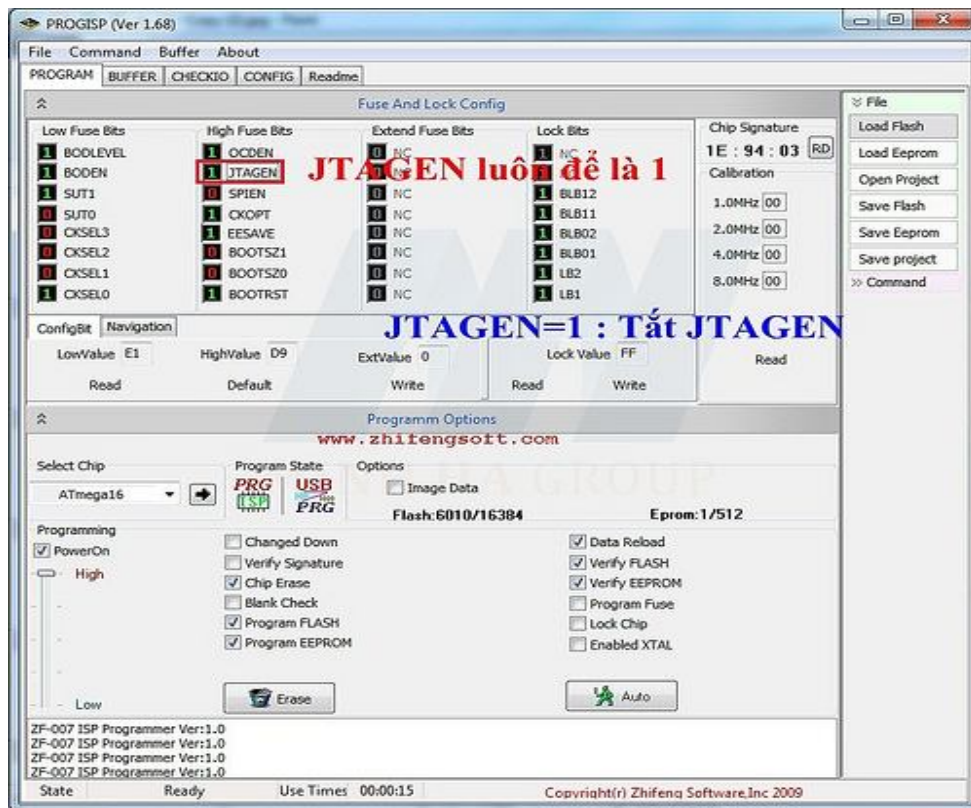 PROGISP (Ver 1.68)
File Command Buffer About
PROGRAM BUFFER CHECKIO CONFIG Readme
Fuse And Lock Config
Low Fuse Bits High Fuse Bits Extend Fuse Bits Lock Bits
1 BODLEVEL 1 OCDEN 0 NC 1 NC
1 BODEN 1 JTAGEN
1 SUT1 0 SPIEN 0 NC 1 BLB12
0 SUT0 1 CKOPT 0 NC 1 BLB11
0 CKSEL3 1 EESAVE 0 NC 1 BLB02
0 CKSEL2 0 BOOTSZ1 0 NC 1 BLB01
0 CKSEL1 0 BOOTSZ0 0 NC 1 LB2
1 CKSEL0 1 BOOTRST 0 NC 1 LB1
JTAGEN luôn để là 1
Chip Signature
1E : 94 : 03 RD
Calibration
1.0MHz 00
2.0MHz 00
4.0MHz 00
8.0MHz 00
Read
JTAGEN=1 : Tắt JTAGEN
ConfigBit Navigation
LowValue E1 HighValue D9 ExtValue 0 Lock Value FF
Read Default Write Read Write
Programm Options
www.zhifengsoft.com
Select Chip
ATmega16
Program State
PRG ISP
USB PRG
Options
Image Data
Flash:6010/16384 Eprom:1/512
Programming
PowerOn
High
Low
Changed Down
Verify Signature
Chip Erase
Blank Check
Program FLASH
Program EEPROM
Data Reload
Verify FLASH
Verify EEPROM
Program Fuse
Lock Chip
Enabled XTAL
Erase
Auto
ZF-007 ISP Programmer Ver:1.0
ZF-007 ISP Programmer Ver:1.0
ZF-007 ISP Programmer Ver:1.0
ZF-007 ISP Programmer Ver:1.0
State Ready Use Times 00:00:15 Copyright(r) Zhifeng Software,Inc 2009
File
Load Flash
Load Eeprom
Open Project
Save Flash
Save Eeprom
Save project
Command